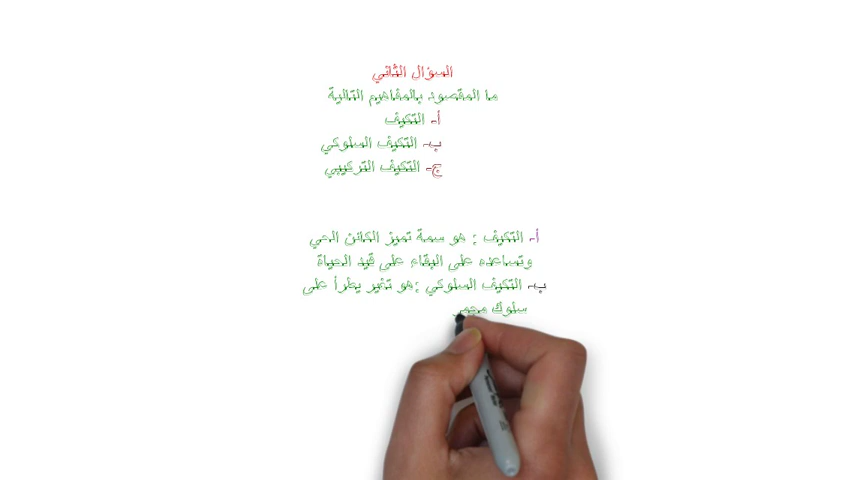 السؤال الثاني
ما المقصود بالمفاهيم التالية
أ- التكيف
ب- التكيف السلوكي
ج- التكيف التركيبي
أ- التكيف : هو سمة تميز الكائن الحي
وتساعده على البقاء على قيد الحياة
ب- التكيف السلوكي :هو تغير يطرأ على
سلوك